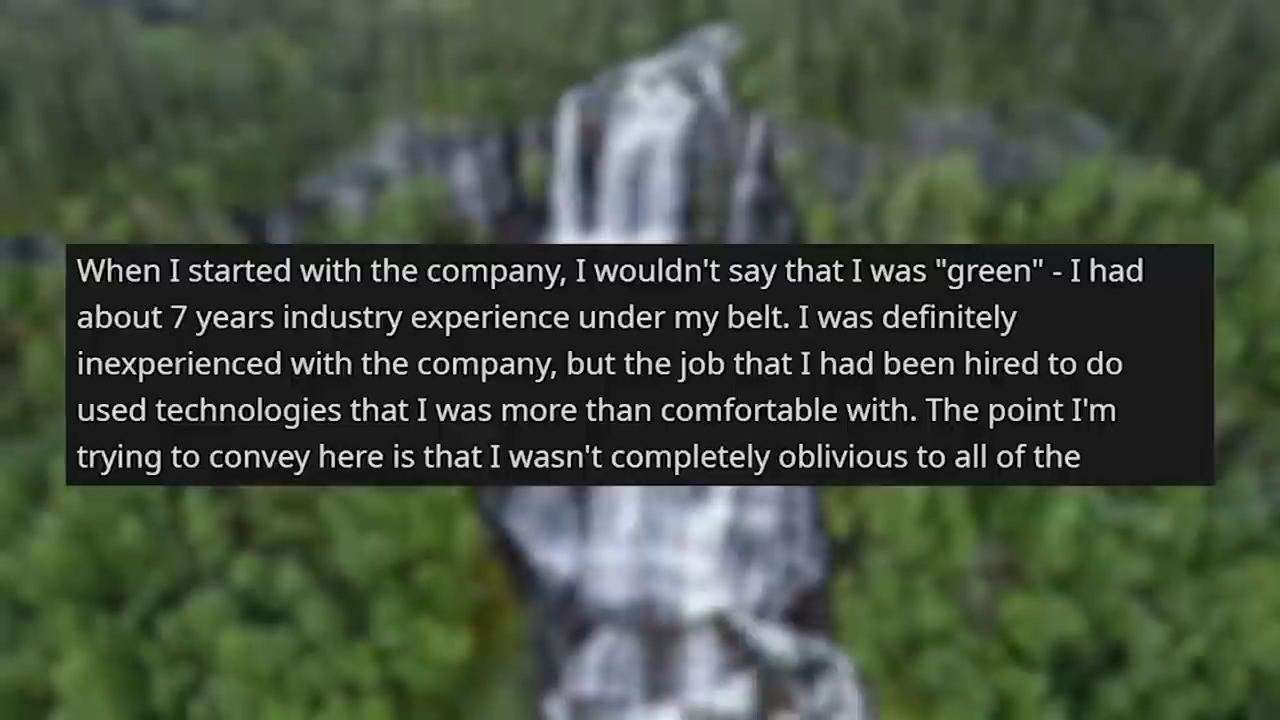 When I started with the company, I wouldn't say that I was "green" - I had
about 7 years industry experience under my belt. I was definitely
inexperienced with the company, but the job that I had been hired to do
used technologies that I was more than comfortable with. The point I'm
trying to convey here is that I wasn't completely oblivious to all of the